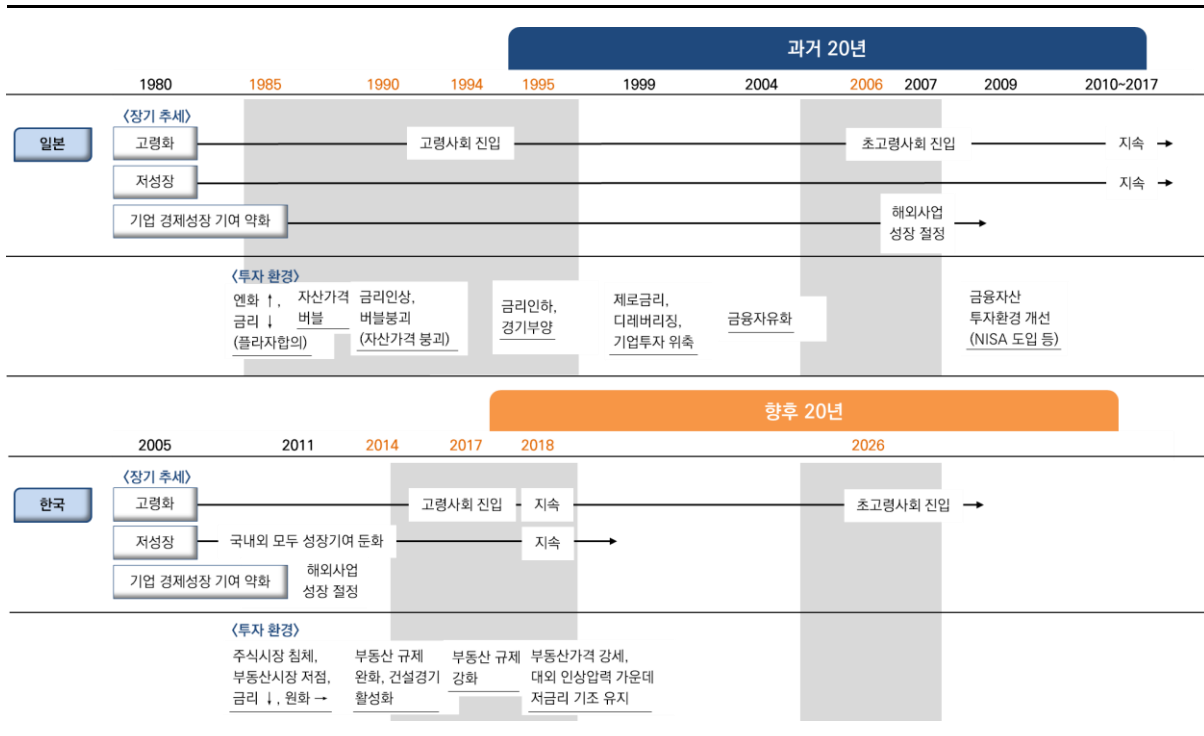 과거 20년
1980 1985 1990 1994 1995 1999 2004 2006 2007 2009 2010~2017
〈장기 추세〉
일본 고령화 고령사회 진입 초고령사회 진입 지속
저성장 지속
기업 경제성장 기여 약화 해외사업
성장 절정
〈투자 환경〉
엔화 ↑,
금리 ↓
(플라자합의)
자산가격
버블
금리인상,
버블붕괴
(자산가격 붕괴)
금리인하,
경기부양
제로금리,
디레버리징,
기업투자 위축
금융자유화
금융자산
투자환경 개선
(NISA 도입 등)
향후 20년
2005 2011 2014 2017 2018 2026
〈장기 추세〉
한국 고령화 고령사회 진입 지속 초고령사회 진입
저성장 국내외 모두 성장기여 둔화 지속
기업 경제성장 기여 약화 해외사업
성장 절정
〈투자 환경〉
주식시장 침체,
부동산시장 저점,
금리 ↓, 원화 →
부동산 규제
완화, 건설경기
활성화
부동산 규제
강화
부동산가격 강세,
대외 인상압력 가운데
저금리 기조 유지